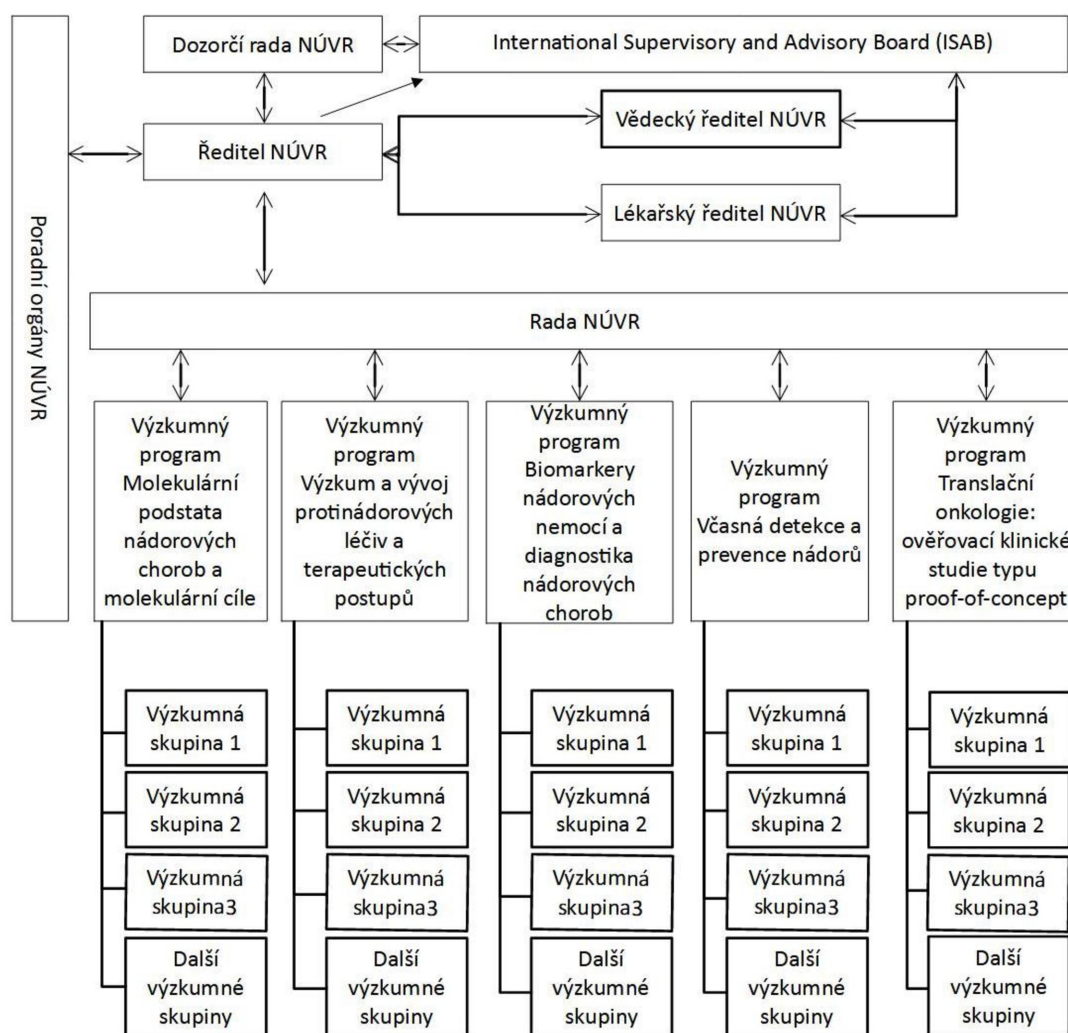 Dozorčí rada NÚVR
International Supervisory and Advisory Board (ISAB)
Vědecký ředitel NÚVR
Ředitel NÚVR
Lékařský ředitel NÚVR
Poradní orgány NÚVR
Rada NÚVR
Výzkumný
program
Molekulární
podstata
nádorových
chorob a
molekulární cíle
Výzkumný
program
Výzkum a vývoj
protinádorových
léčiv a
terapeutických
postupů
Výzkumný
program
Biomarkery
nádorových
nemocí a
diagnostika
nádorových
chorob
Výzkumný
program
Včasná detekce a
prevence nádorů
Výzkumný
program
Translační
onkologie:
ověřovací klinické
studie typu
proof-of-concept
Výzkumná
skupina 1
Výzkumná
skupina 2
Výzkumná
skupina3
Další
výzkumné
skupiny
Výzkumná
skupina 1
Výzkumná
skupina 2
Výzkumná
skupina3
Další
výzkumné
skupiny
Výzkumná
skupina 1
Výzkumná
skupina 2
Výzkumná
skupina3
Další
výzkumné
skupiny
Výzkumná
skupina 1
Výzkumná
skupina 2
Výzkumná
skupina3
Další
výzkumné
skupiny
Výzkumná
skupina 1
Výzkumná
skupina 2
Výzkumná
skupina3
Další
výzkumné
skupiny